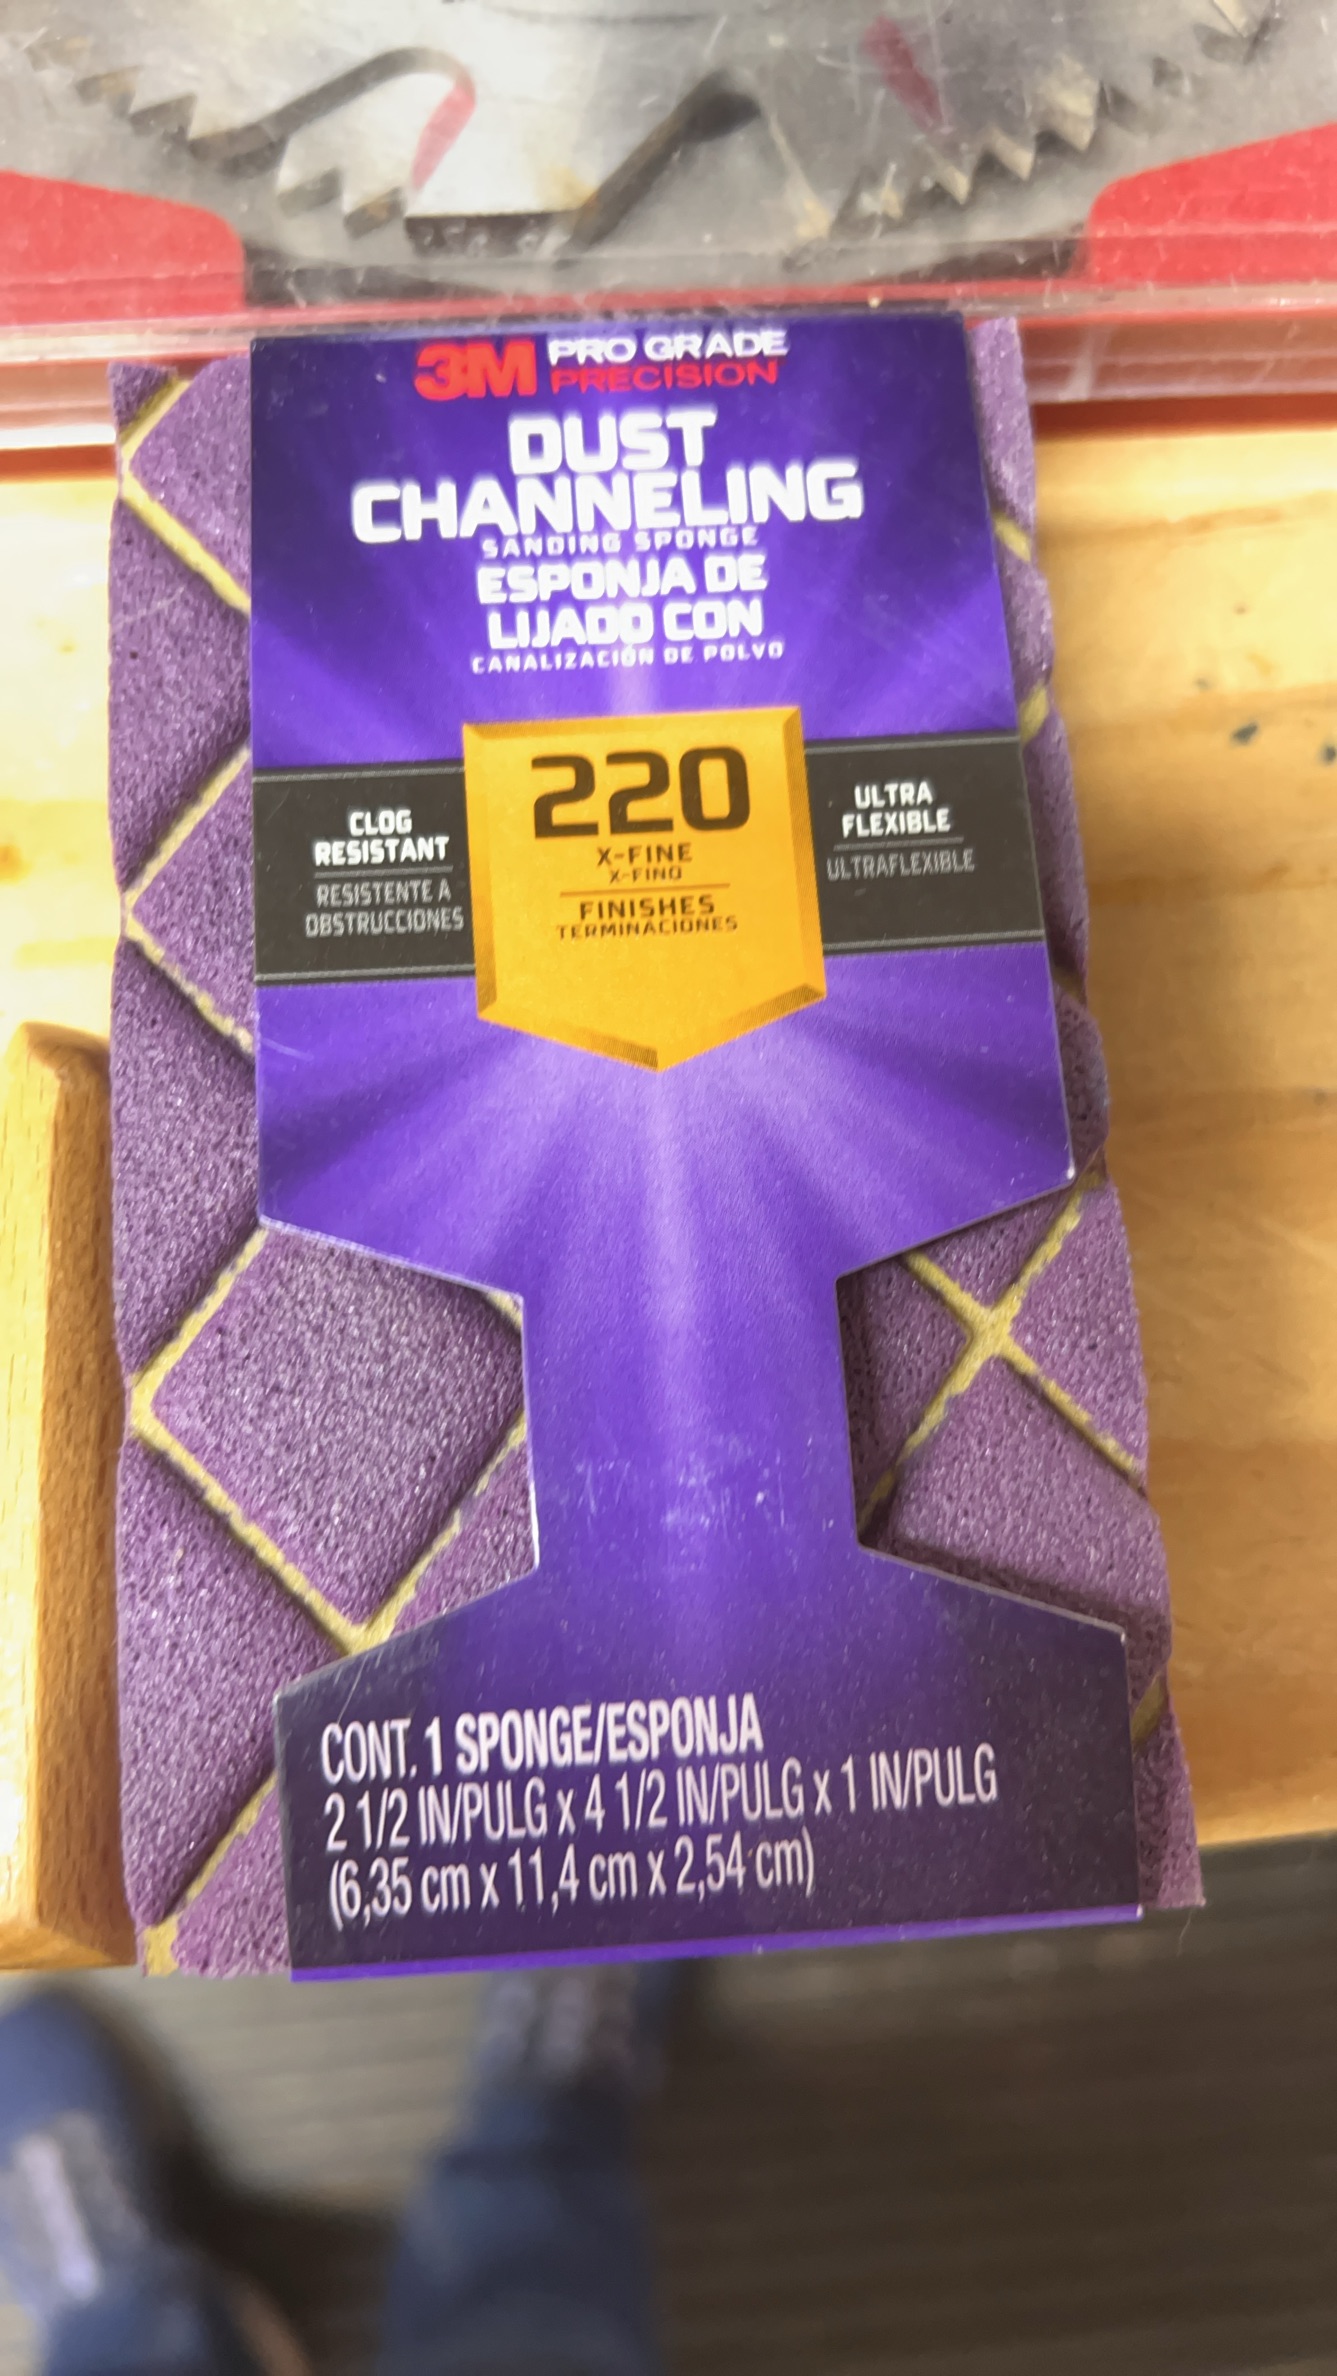 3M PRO GRADE
PRECISION
DUST
CHANNELING
SANDING SPONGE
ESPONJA DE
LIJADO CON
CANALIZACIÓN DE POLVO
CLOG
RESISTANT
RESISTENTE A
OBSTRUCCIONES
220
X-FINE
X-FINO
FINISHES
TERMINACIONES
ULTRA
FLEXIBLE
ULTRAFLEXIBLE
CONT. 1 SPONGE/ESPONJA
2 1/2 IN/PULG x 4 1/2 IN/PULG x 1 IN/PULG
(6,35 cm x 11,4 cm x 2,54 cm)